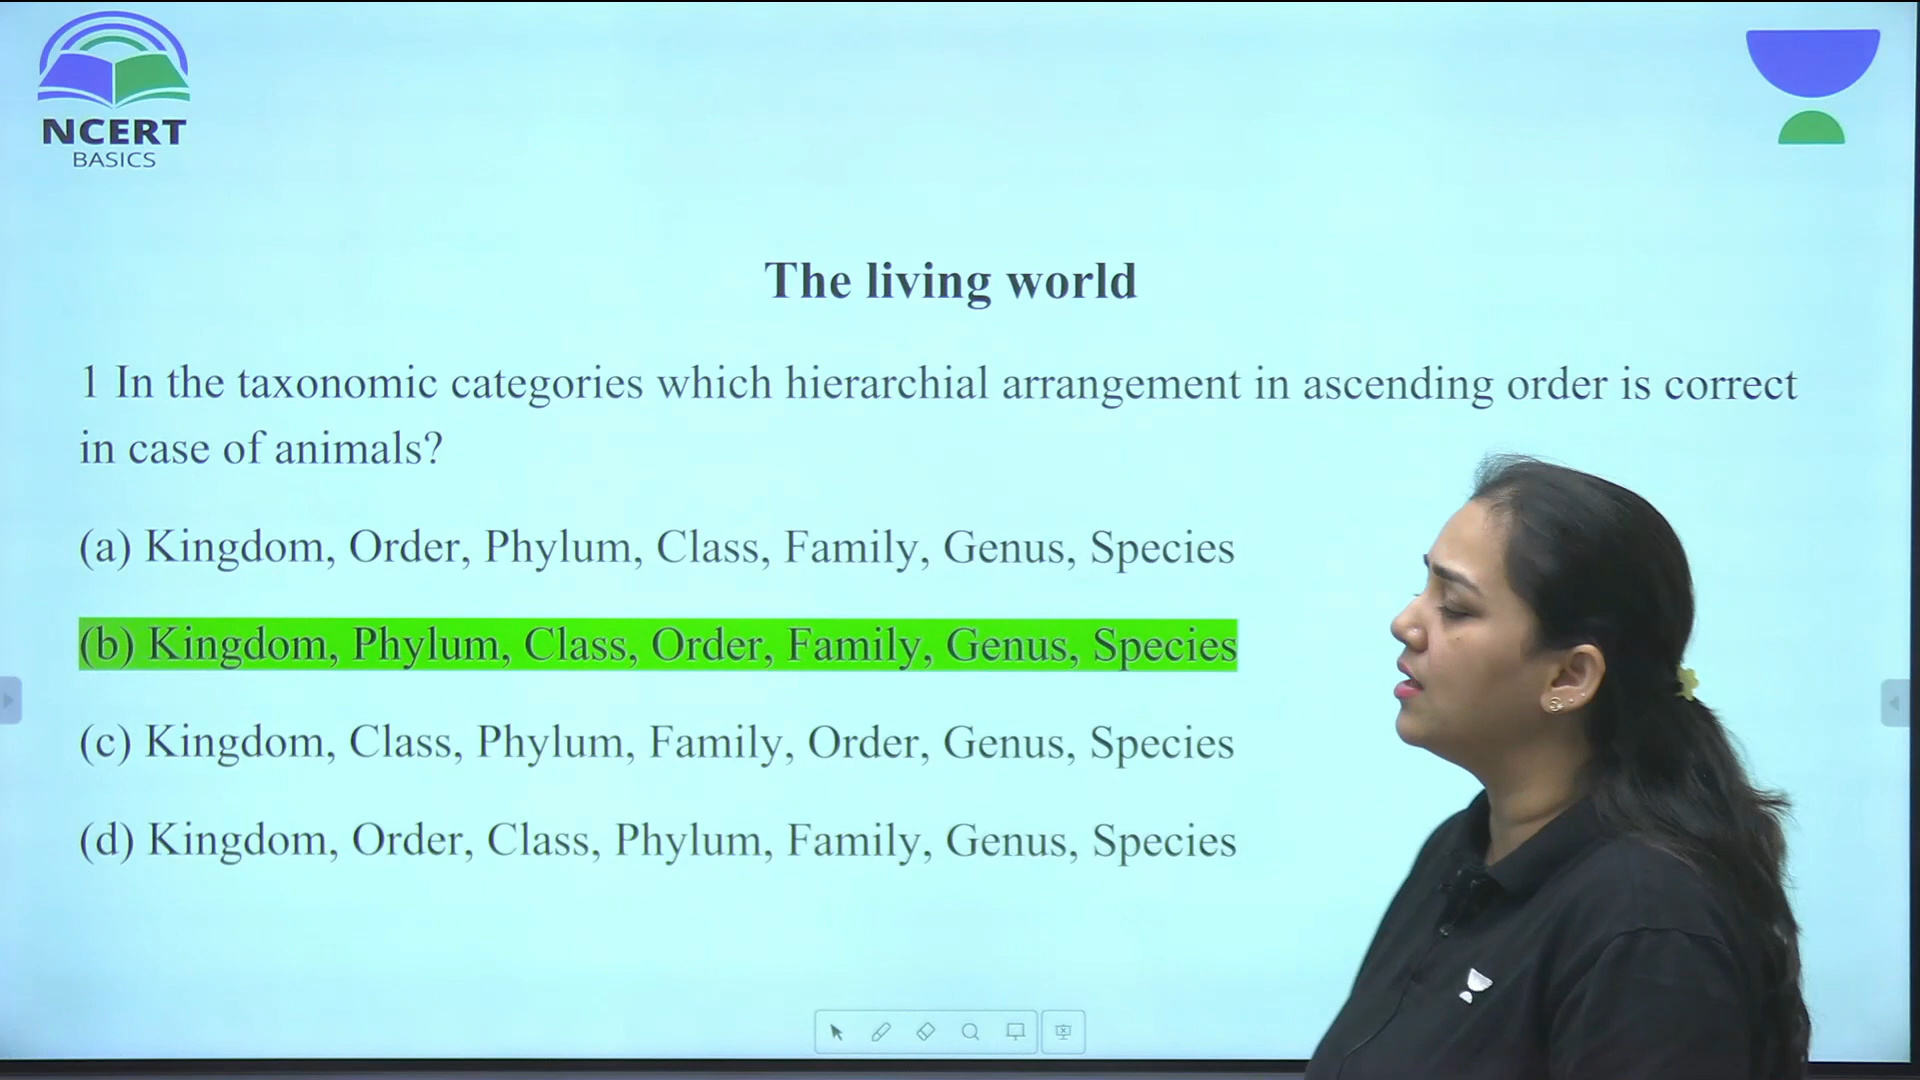 NCERT
BASICS
The living world
1 In the taxonomic categories which hierarchial arrangement in ascending order is correct
in case of animals?
(a) Kingdom, Order, Phylum, Class, Family, Genus, Species
(b) Kingdom, Phylum, Class, Order, Family, Genus, Species
(c) Kingdom, Class, Phylum, Family, Order, Genus, Species
(d) Kingdom, Order, Class, Phylum, Family, Genus, Species